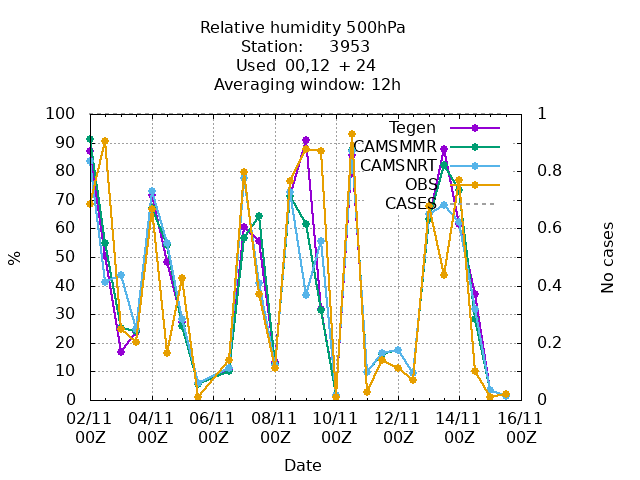 Relative humidity 500hPa
Station: 3953
Used 00,12 + 24
Averaging window: 12h
100 1
90
80 0.8
70
60 0.6
50
40 0.4
30
20 0.2
10
0 0
%
No cases
Tegen
CAMSMMR
CAMSNRT
OBS
CASES
02/11 04/11 06/11 08/11 10/11 12/11 14/11 16/11
00Z 00Z 00Z 00Z 00Z 00Z 00Z 00Z
Date